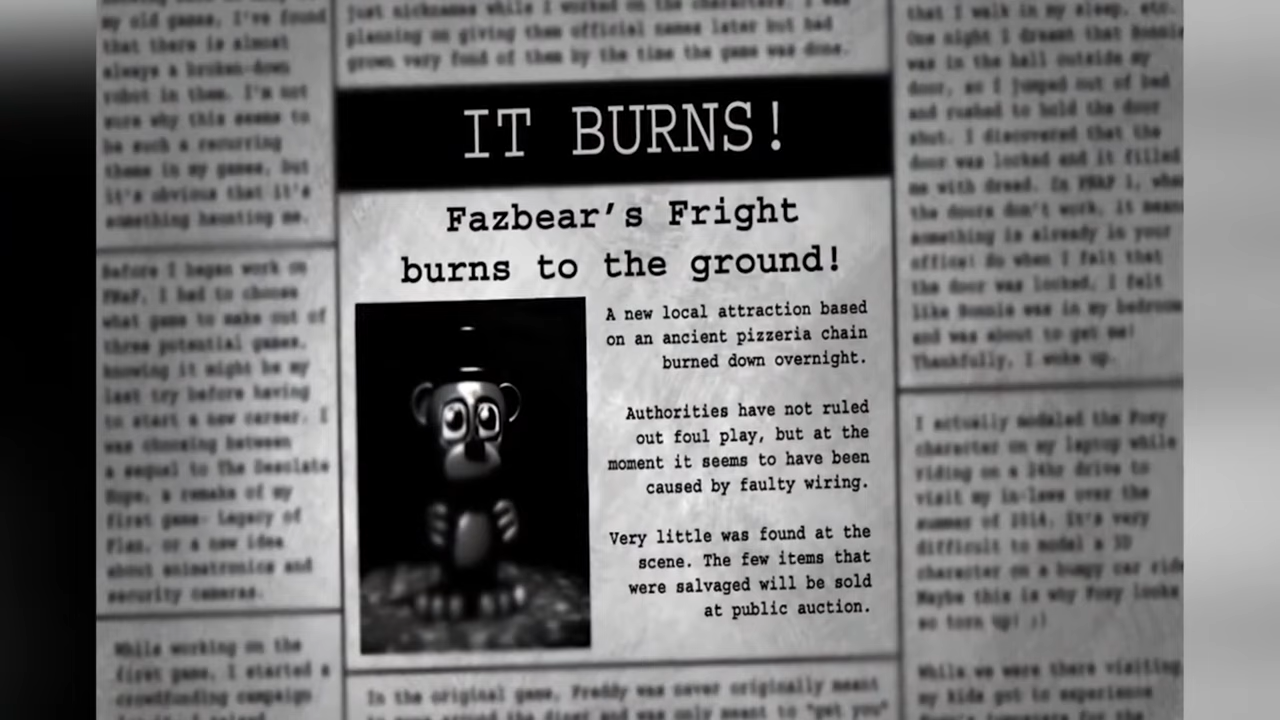 my old games, I've found
that there is almost
always a broken-down
robot in them. I'm not
sure why this seems to
be such a recurring
theme in my games, but
it's obvious that it's
something haunting me.
Before I began work on
FNaF, I had to choose
what game to make out of
three potential games,
knowing it might be my
last try before having
to start a new career. I
was choosing between
a sequel to The Desolate
Hope, a remake of my
first game- Legacy of
Flan, or a new idea
about animatronics and
security cameras.
While working on the
first game, I started a
crowdfunding campaign
just nicknames while I worked on the characters. I was
planning on giving them official names later but had
grown very fond of them by the time the game was done.
IT BURNS!
Fazbear's Fright
burns to the ground!
A new local attraction based
on an ancient pizzeria chain
burned down overnight.
Authorities have not ruled
out foul play, but at the
moment it seems to have been
caused by faulty wiring.
Very little was found at the
scene. The few items that
were salvaged will be sold
at public auction.
In the original game, Freddy was never originally meant
to move around the diner and was only meant to "get you"
that I walk in my sleep, etc.
One night I dreamt that Bonnie
was in the hall outside my
door, so I jumped out of bed
and rushed to hold the door
shut. I discovered that the
door was locked and it filled
me with dread. In FNAF 1, when
the doors don't work, it means
something is already in your
office! So when I felt that
the door was locked, I felt
like Bonnie was in my bedroom
and was about to get me!
Thankfully, I woke up.
I actually modeled the Foxy
character on my laptop while
riding on a 24hr drive to
visit my in-laws over the
summer of 2014. It's very
difficult to model a 3D
character on a bumpy car ride
Maybe this is why Foxy looks
so torn up! ;)
While we were there visiting,
my kids got to experience